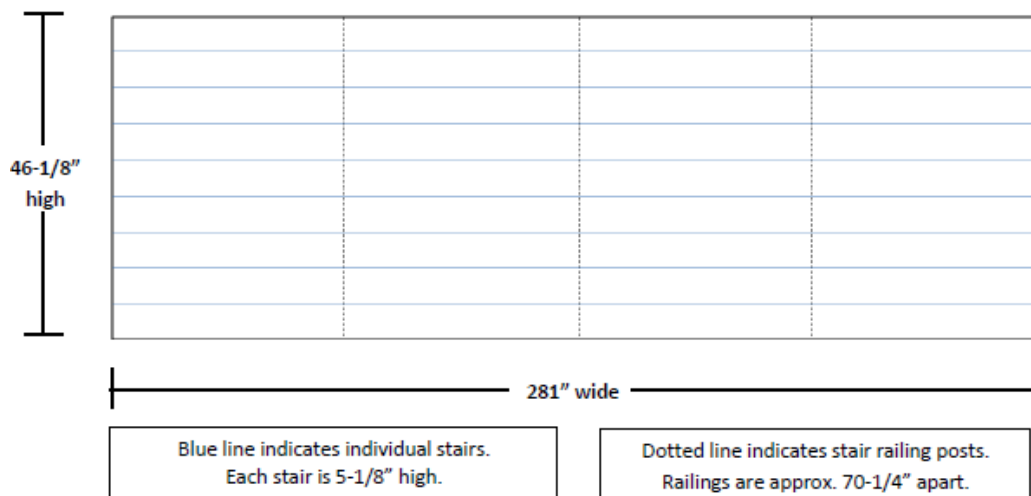 46-1/8”
high
281” wide
Blue line indicates individual stairs.
Each stair is 5-1/8” high.
Dotted line indicates stair railing posts.
Railings are approx. 70-1/4” apart.